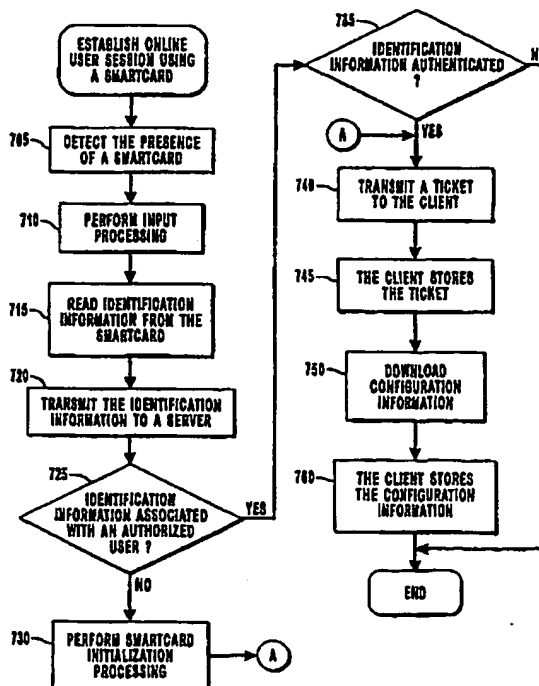 ESTABLISH ONLINE
USER SESSION USING
A SMARTCARD
705
DETECT THE PRESENCE
OF A SMARTCARD
710
PERFORM INPUT
PROCESSING
715
READ IDENTIFICATION
INFORMATION FROM THE
SMARTCARD
720
TRANSMIT THE IDENTIFICATION
INFORMATION TO A SERVER
725
IDENTIFICATION
INFORMATION ASSOCIATED
WITH AN AUTHORIZED
USER ?
YES
NO
730
PERFORM SMARTCARD
INITIALIZATION
PROCESSING
A
735
IDENTIFICATION
INFORMATION AUTHENTICATED
?
N
A
YES
740
TRANSMIT A TICKET
TO THE CLIENT
745
THE CLIENT STORES
THE TICKET
750
DOWNLOAD
CONFIGURATION
INFORMATION
760
THE CLIENT STORES
THE CONFIGURATION
INFORMATION
END